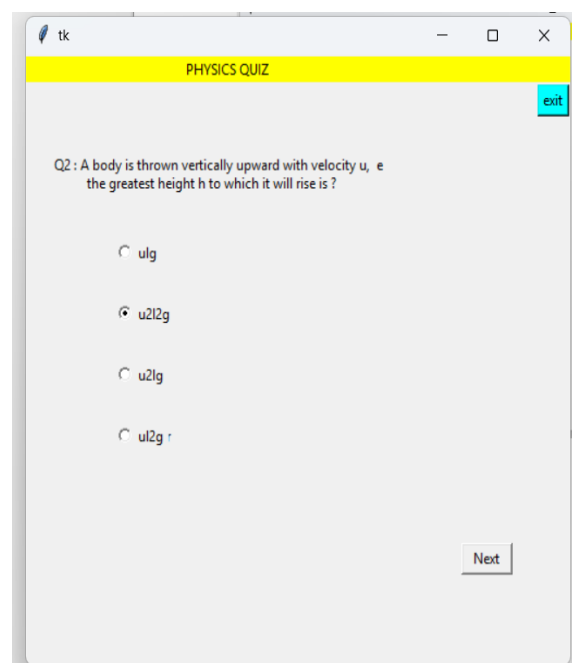 tk
PHYSICS QUIZ
exit
Q2 : A body is thrown vertically upward with velocity u, e
the greatest height h to which it will rise is ?
ulg
u2l2g
u2lg
ul2g r
Next